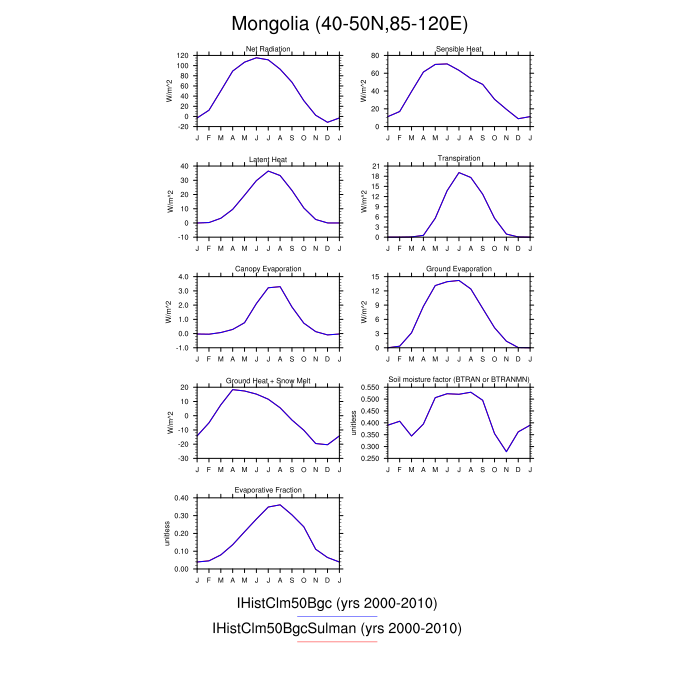 Mongolia (40-50N,85-120E)
Net Radiation
W/m^2
120
100
80
60
40
20
0
-20
J F M A M J J A S O N D J
Sensible Heat
W/m^2
80
60
40
20
0
J F M A M J J A S O N D J
Latent Heat
W/m^2
40
30
20
10
0
-10
J F M A M J J A S O N D J
Transpiration
W/m^2
21
18
15
12
9
6
3
0
J F M A M J J A S O N D J
Canopy Evaporation
W/m^2
4.0
3.0
2.0
1.0
0.0
-1.0
J F M A M J J A S O N D J
Ground Evaporation
W/m^2
15
12
9
6
3
0
J F M A M J J A S O N D J
Ground Heat + Snow Melt
W/m^2
20
10
0
-10
-20
-30
J F M A M J J A S O N D J
Soil moisture factor (BTRAN or BTRANMN)
unitless
0.550
0.500
0.450
0.400
0.350
0.300
0.250
J F M A M J J A S O N D J
Evaporative Fraction
unitless
0.40
0.30
0.20
0.10
0.00
J F M A M J J A S O N D J
IHistClm50Bgc (yrs 2000-2010)
IHistClm50BgcSulman (yrs 2000-2010)